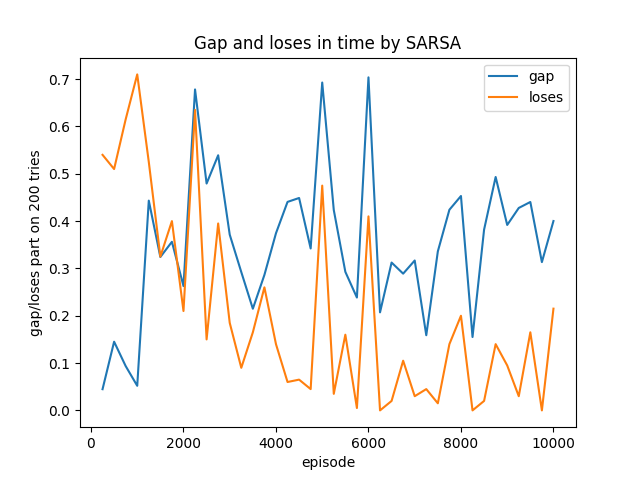 Gap and loses in time by SARSA
gap
loses
gap/loses part on 200 tries
0.7
0.6
0.5
0.4
0.3
0.2
0.1
0.0
0 2000 4000 6000 8000 10000
episode